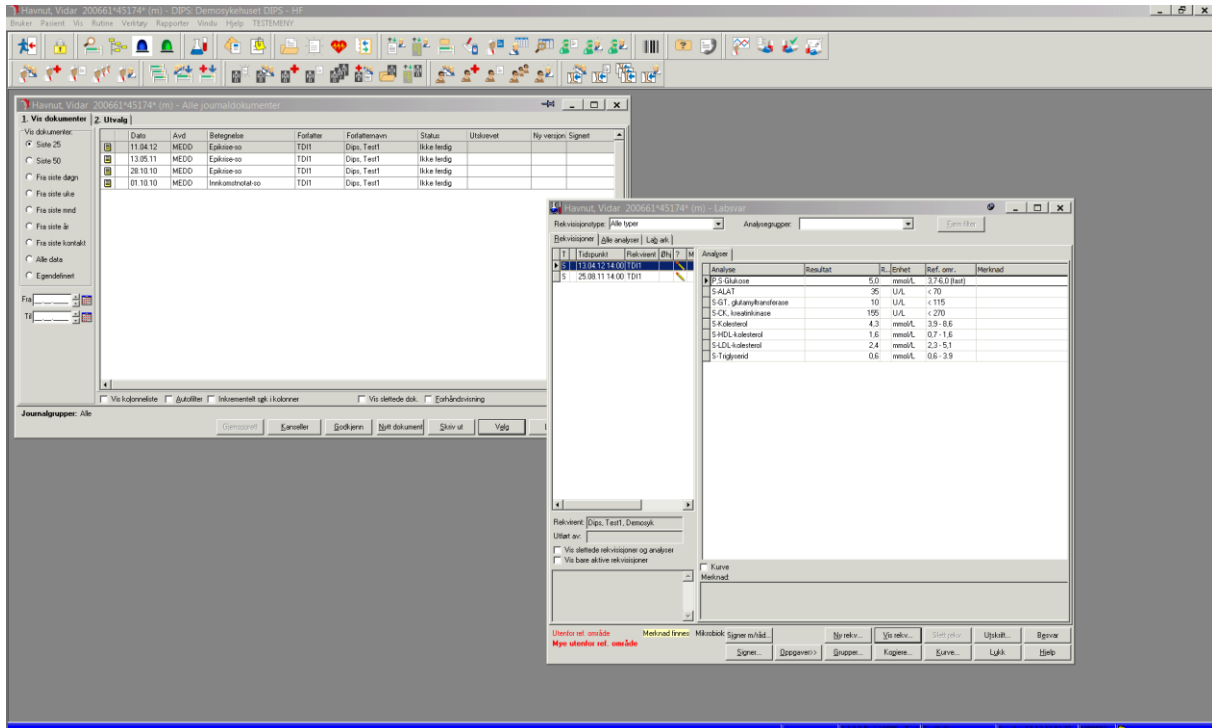 Havnut, Vidar 200661*45174* (m) - DIPS: Demosykehuset DIPS - HF
Bruker Pasient Vis Rutine Verktøy Rapporter Vindu Hjelp TESTEMENY
Havnut, Vidar 200661*45174* (m) - Alle journaldokumenter
1. Vis dokumenter 2. Utvalg
Vis dokumenter:
Siste 25
Siste 50
Fra siste døgn
Fra siste uke
Fra siste mnd
Fra siste år
Fra siste kontakt
Alle data
Egendefinert
Fra
Til
Dato Avd Betegnelse Forfatter Forfatternavn Status Utskrevet Ny versjon Signert
11.04.12 MEDD Epikrise-so TDI1 Dips, Test1 Ikke ferdig
13.05.11 MEDD Epikrise-so TDI1 Dips, Test1 Ikke ferdig
28.10.10 MEDD Epikrise-so TDI1 Dips, Test1 Ikke ferdig
01.10.10 MEDD Innkomstnotat-so TDI1 Dips, Test1 Ikke ferdig
Vis kolonneliste Autofilter Inkrementelt søk i kolonner Vis slettede dok. Forhåndsvisning
Journalgrupper: Alle
Kanseller Godkjenn Nytt dokument Skriv ut Velg
Havnut, Vidar 200661*45174* (m) - Labsvar
Rekvisisjonstype: Alle typer Analysegrupper: Fjern filter
Rekvisisjoner Alle analyser Lab ark
T Tidspunkt Rekvirent Øhj ? M
S 13.04.12 14:00 TDI1
S 25.08.11 14:00 TDI1
Rekvirent: Dips, Test1, Demosyk
Utført av:
Vis slettede rekvisisjoner og analyser
Vis bare aktive rekvisisjoner
Analyser
Analyse Resultat R.. Enhet Ref. omr. Merknad
P,S-Glukose 5,0 mmol/L 3,7-6,0 (fast)
S-ALAT 35 U/L < 70
S-GT, glutamyltransferase 10 U/L < 115
S-CK, kreatinkinase 155 U/L < 270
S-Kolesterol 4,3 mmol/L 3,9 - 8,6
S-HDL-kolesterol 1,6 mmol/L 0,7 - 1,6
S-LDL-kolesterol 2,4 mmol/L 2,3 - 5,1
S-Triglyserid 0,6 mmol/L 0,6 - 3.9
Kurve
Merknad:
Utenfor ref. område Merknad finnes Mikrobiok
Mye utenfor ref. område
Signer m/råd... Ny rekv... Vis rekv... Slett rekv... Utskrift... Besvar
Signer... Oppgaver>> Grupper... Kopiere... Kurve... Lukk Hjelp